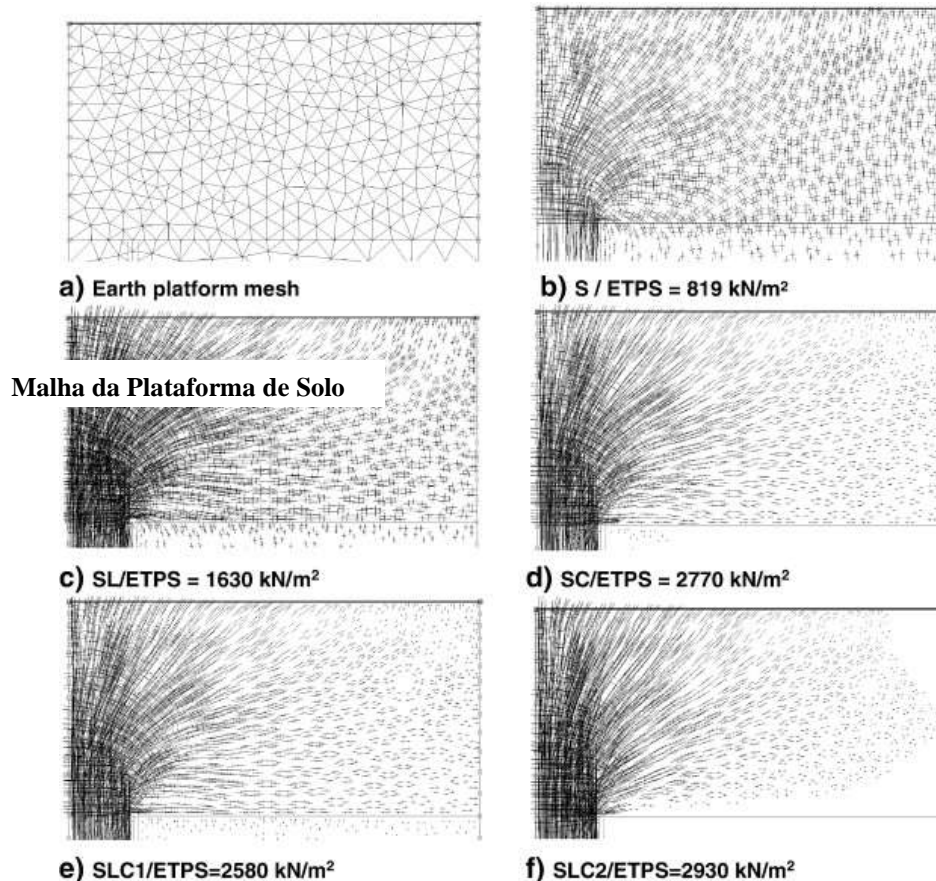 a) Earth platform mesh
b) S / ETPS = 819 kN/m²
Malha da Plataforma de Solo
c) SL/ETPS = 1630 kN/m²
d) SC/ETPS = 2770 kN/m²
e) SLC1/ETPS=2580 kN/m²
f) SLC2/ETPS=2930 kN/m²